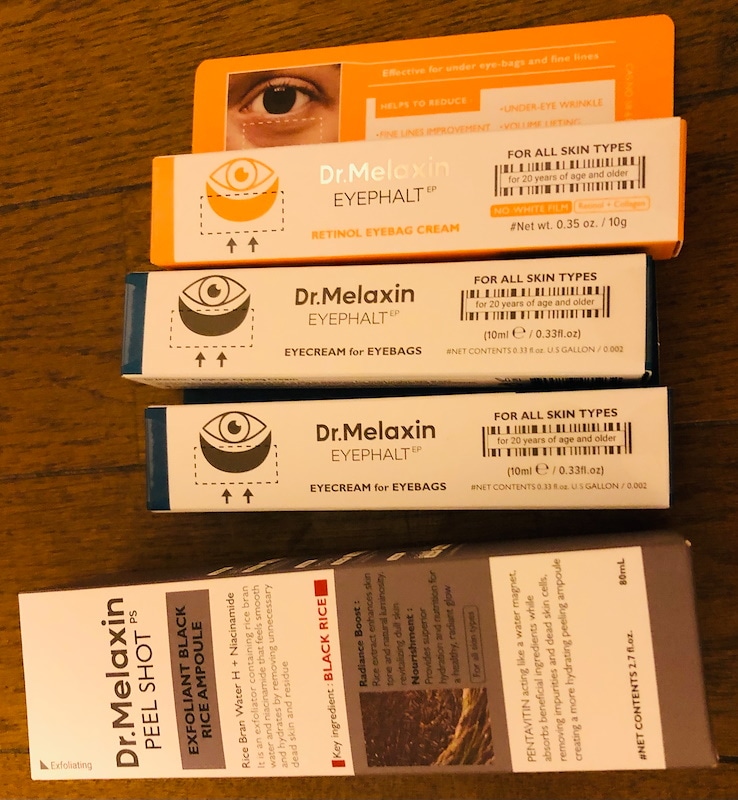 Effective for under eye-bags and fine lines
HELPS TO REDUCE
•UNDER-EYE WRINKLE
•FINE LINES IMPROVEMENT
•VOLUME LIFTING
Dr.Melaxin
EYEPHALT EP
RETINOL EYEBAG CREAM
FOR ALL SKIN TYPES
for 20 years of age and older
NO WHITE FILM
Retinol + Collagen
#Net wt. 0.35 oz. / 10g
Dr.Melaxin
EYEPHALT EP
EYECREAM for EYEBAGS
FOR ALL SKIN TYPES
for 20 years of age and older
(10ml ℮ / 0.33fl.oz)
#NET CONTENTS 0.33 fl.oz. U.S GALLON / 0.002
Dr.Melaxin
EYEPHALT EP
EYECREAM for EYEBAGS
FOR ALL SKIN TYPES
for 20 years of age and older
(10ml ℮ / 0.33fl.oz)
#NET CONTENTS 0.33 fl.oz. U.S GALLON / 0.002
Exfoliating
Dr.Melaxin
PEEL SHOT PS
EXFOLIANT BLACK
RICE AMPOULE
Rice Bran Water H + Niacinamide
It is an exfoliator containing rice bran
water and niacinamide that feels smooth
and hydrates by removing unnecessary
dead skin and residue
Key ingredient : BLACK RICE
Radiance Boost :
Rice extract enhances skin
tone and natural luminosity,
revitalizing dull skin.
Nourishment :
Provides superior
hydration and nutrition for
a healthy, radiant glow
For all skin types
PENTAVITIN acting like a water magnet,
absorbs beneficial ingredients while
removing impurities and dead skin cells,
creating a more hydrating peeling ampoule
#NET CONTENTS 2.7 fl.oz.
80mL